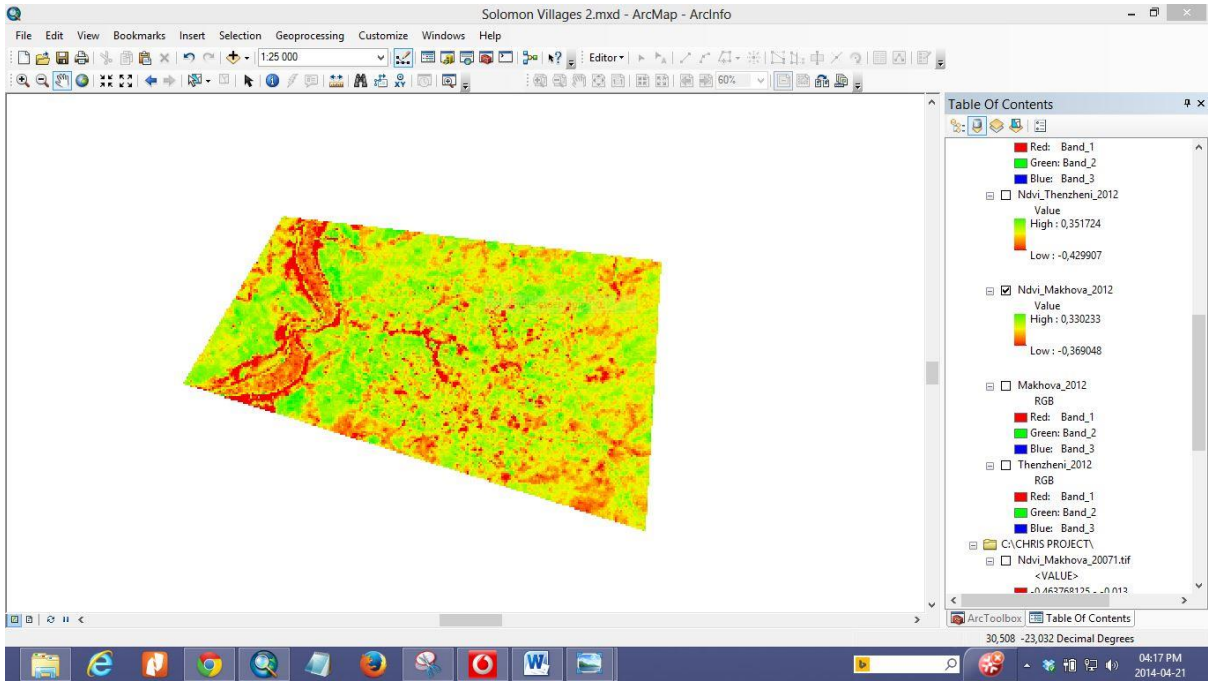 Solomon Villages 2.mxd - ArcMap - ArcInfo
File Edit View Bookmarks Insert Selection Geoprocessing Customize Windows Help
1:25 000
Editor
60%
Table Of Contents
Red: Band_1
Green: Band_2
Blue: Band_3
Ndvi_Thenzheni_2012
Value
High : 0,351724
Low : -0,429907
Ndvi_Makhova_2012
Value
High : 0,330233
Low : -0,369048
Makhova_2012
RGB
Red: Band_1
Green: Band_2
Blue: Band_3
Thenzheni_2012
RGB
Red: Band_1
Green: Band_2
Blue: Band_3
C:\CHRIS PROJECT\
Ndvi_Makhova_20071.tif
<VALUE>
-0,463768125 - -0,013
ArcToolbox Table Of Contents
30,508 -23,032 Decimal Degrees
04:17 PM
2014-04-21